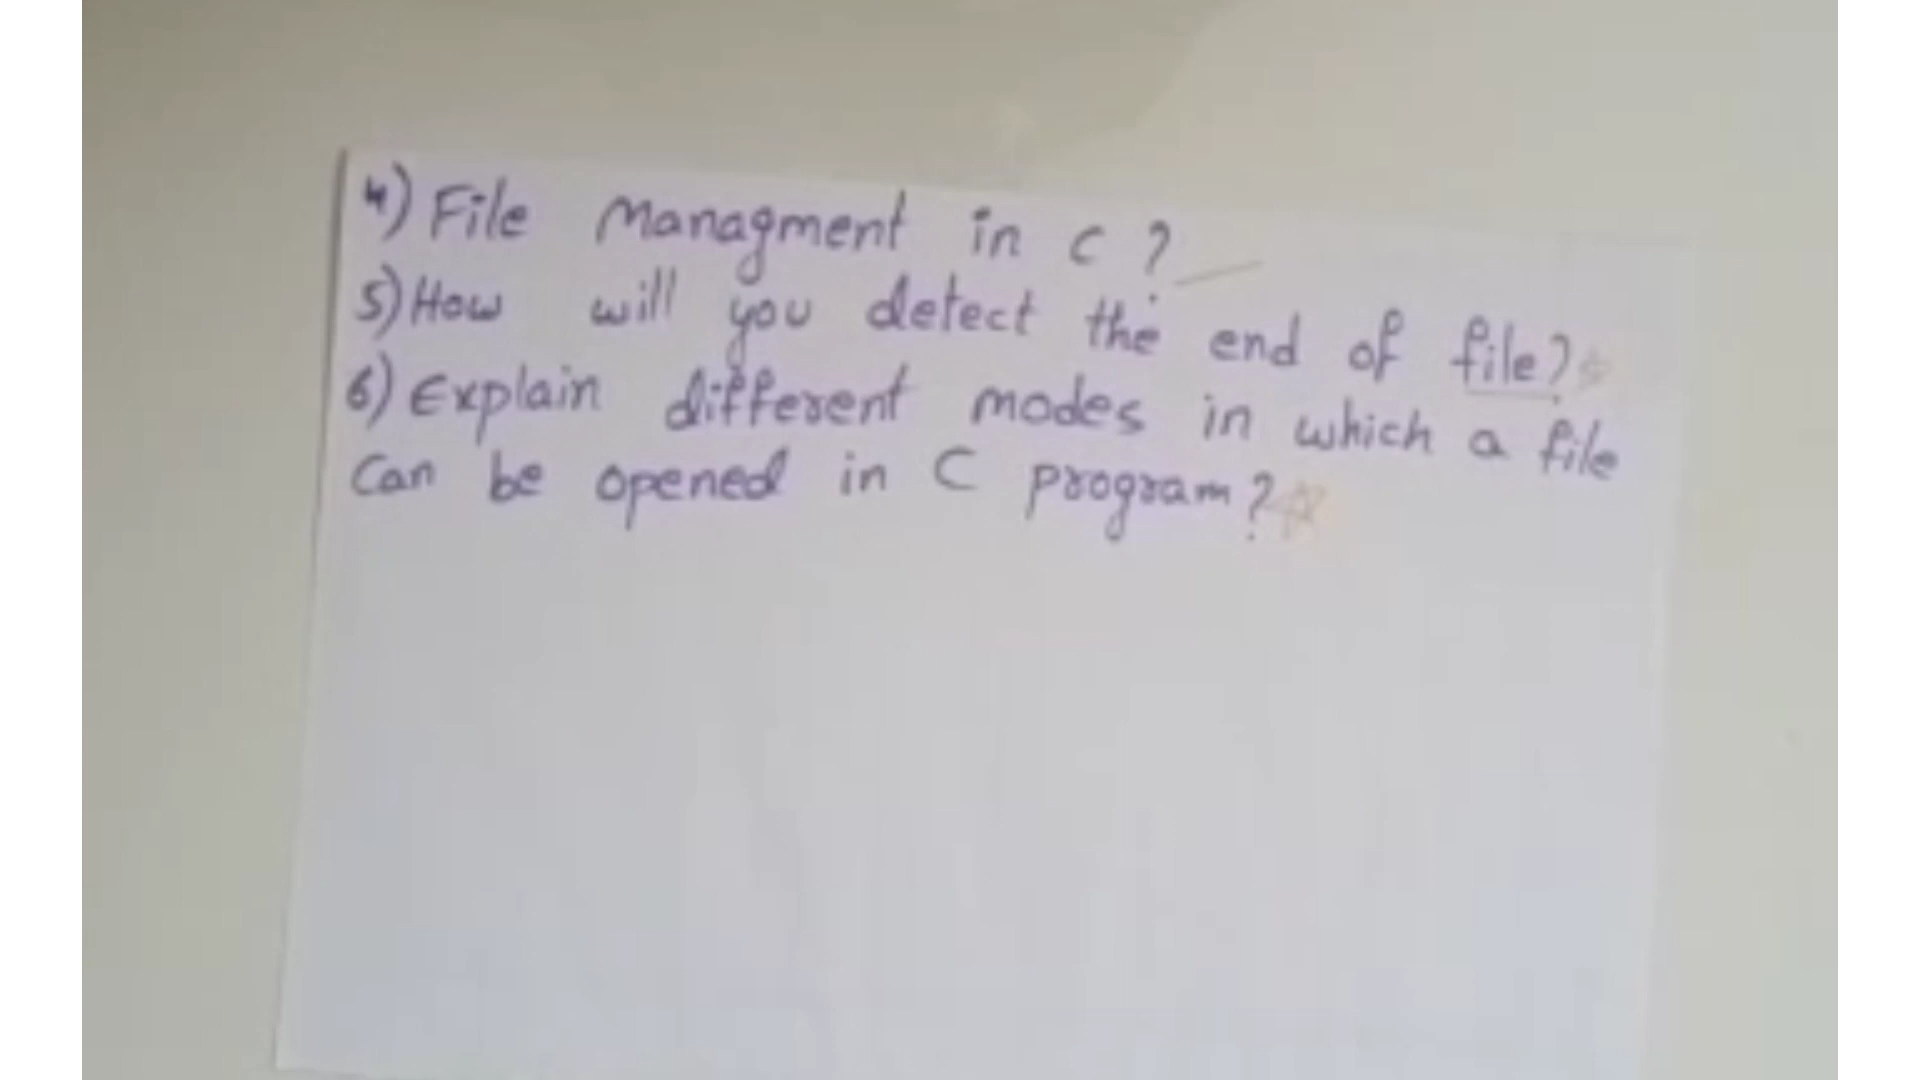 4) File Managment in C ?
5) How will you detect the end of file?
6) Explain different modes in which a file
can be opened in C program?